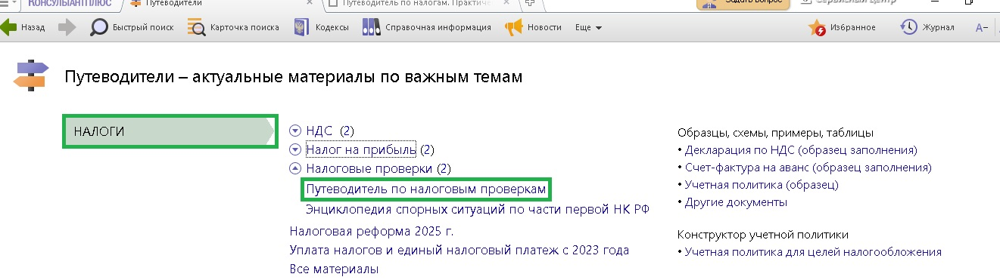 КОНСУЛЬТАНТПЛЮС Путеводители × Путеводитель по налогам. Практиче × Задать вопрос Сервисный центр
Назад Быстрый поиск Карточка поиска Кодексы Справочная информация Новости Еще Избранное Журнал А−
Путеводители – актуальные материалы по важным темам
НАЛОГИ
НДС (2)
Налог на прибыль (2)
Налоговые проверки (2)
Путеводитель по налоговым проверкам
Энциклопедия спорных ситуаций по части первой НК РФ
Налоговая реформа 2025 г.
Уплата налогов и единый налоговый платеж с 2023 года
Все материалы
Образцы, схемы, примеры, таблицы
• Декларация по НДС (образец заполнения)
• Счет-фактура на аванс (образец заполнения)
• Учетная политика (образец)
• Другие документы
Конструктор учетной политики
• Учетная политика для целей налогообложения